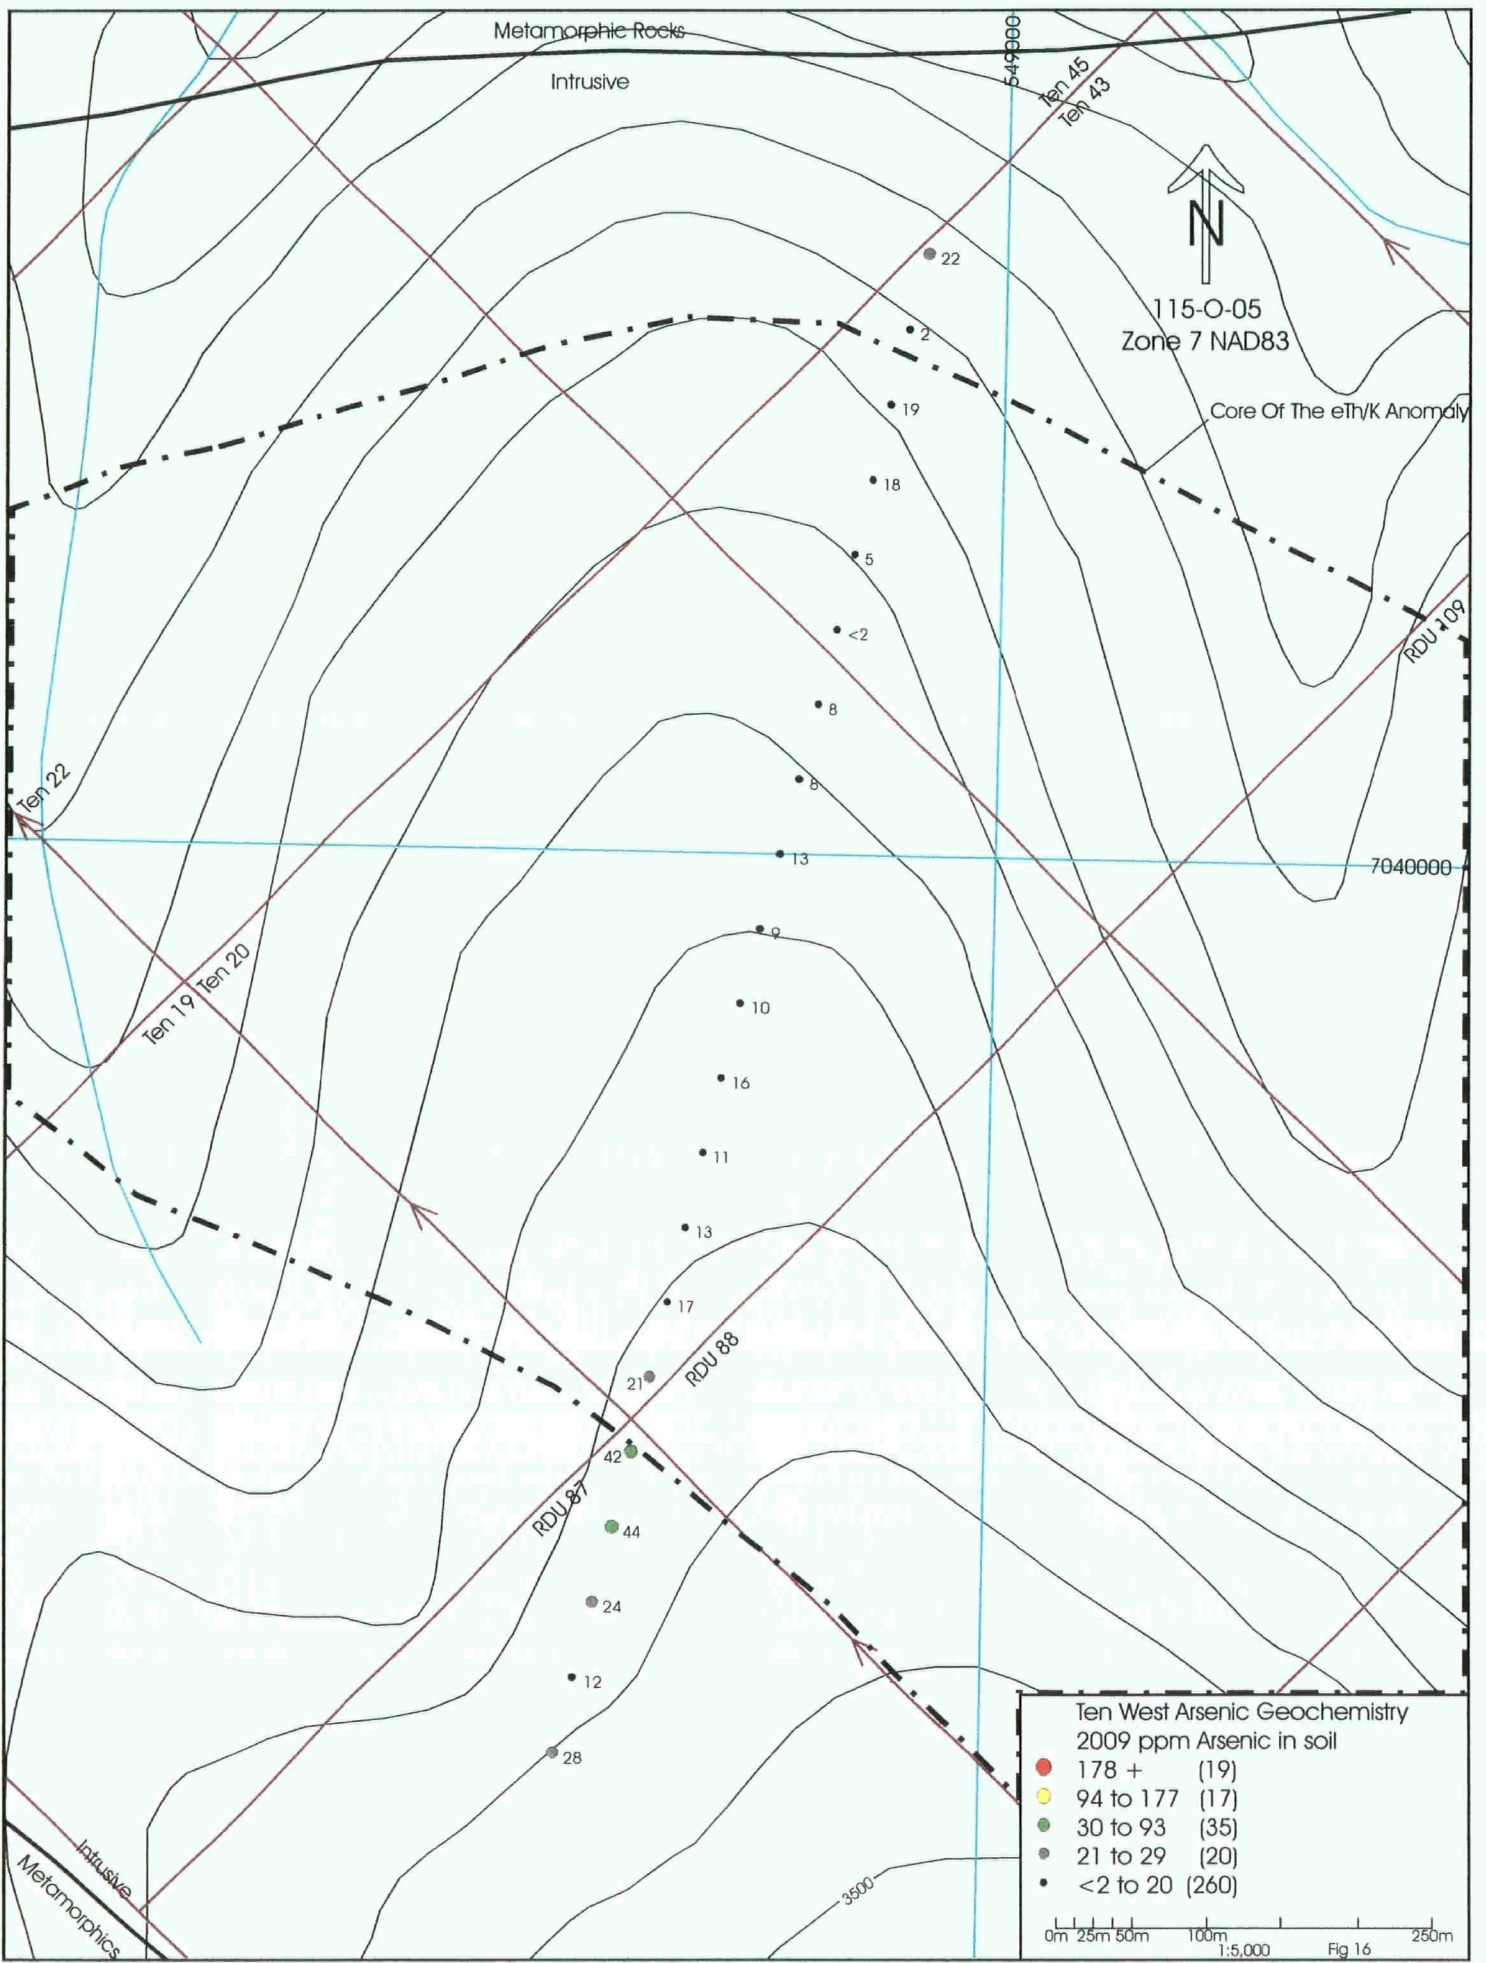 Metamorphic Rocks
Intrusive
549000
Ten 45
Ten 43
22
N
115-O-05
Zone 7 NAD83
2
19
Core Of The eTh/K Anomaly
18
5
<2
RDU 109
8
Ten 22
8
13
7040000
9
Ten 19 Ten 20
10
16
11
13
17
RDU 88
21
42
RDU 87
44
24
12
28
Intrusive
Metamorphics
3500
Ten West Arsenic Geochemistry
2009 ppm Arsenic in soil
178 + (19)
94 to 177 (17)
30 to 93 (35)
21 to 29 (20)
<2 to 20 (260)
0m 25m 50m 100m 250m
1:5,000 Fig 16